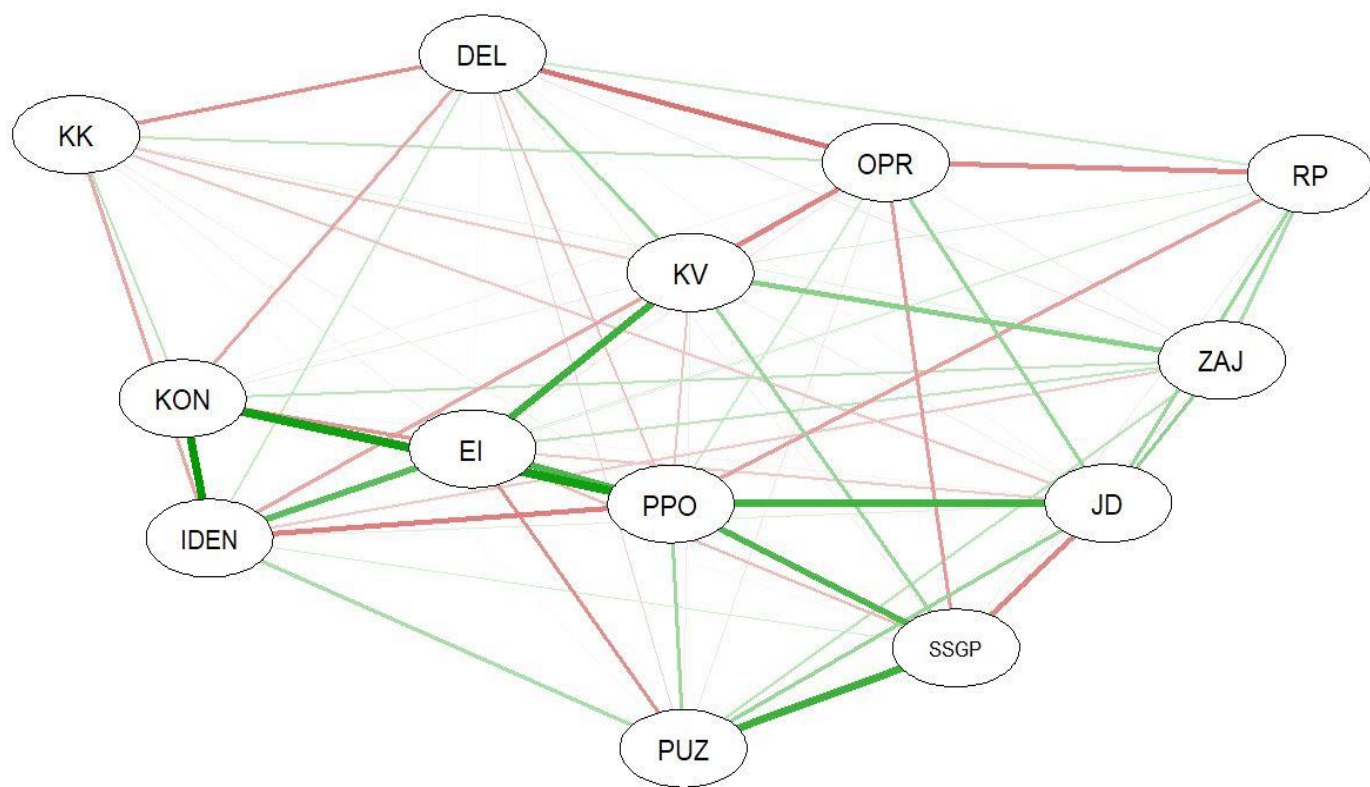 DEL
KK
OPR
RP
KV
ZAJ
KON
EI
PPO
JD
IDEN
SSGP
PUZ